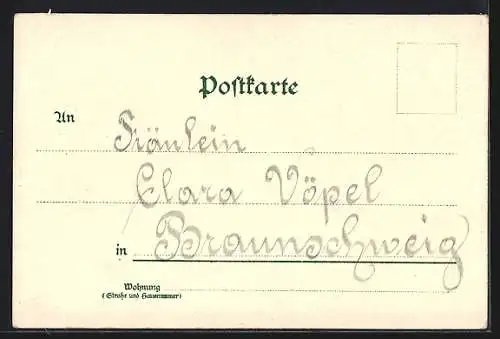 Postkarte
An
Fräulein
Clara Vöpel
in Braunschweig
Wohnung
(Straße und Hausnummer)